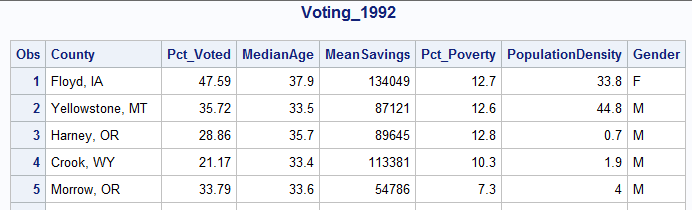 Voting_1992
Obs County Pct_Voted MedianAge MeanSavings Pct_Poverty PopulationDensity Gender
1 Floyd, IA 47.59 37.9 134049 12.7 33.8 F
2 Yellowstone, MT 35.72 33.5 87121 12.6 44.8 M
3 Harney, OR 28.86 35.7 89645 12.8 0.7 M
4 Crook, WY 21.17 33.4 113381 10.3 1.9 M
5 Morrow, OR 33.79 33.6 54786 7.3 4 M